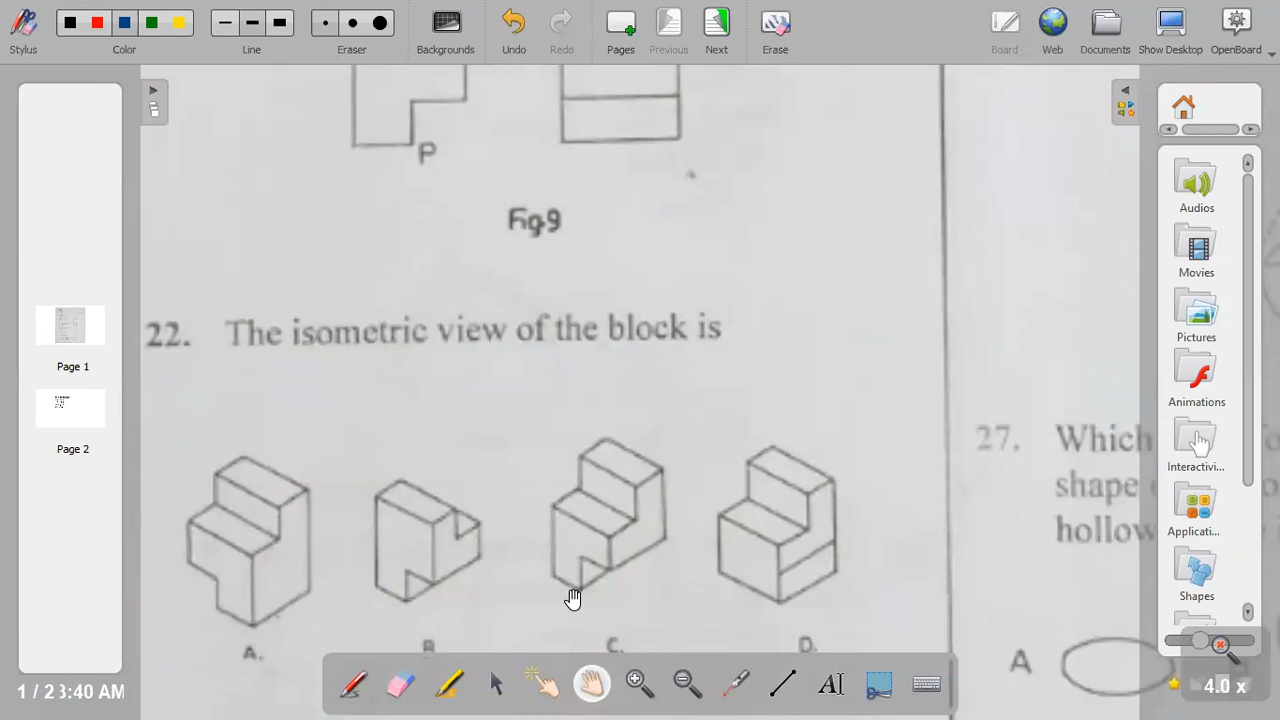 Stylus
Color
Line
Eraser
Backgrounds
Undo
Redo
Pages
Previous
Next
Erase
Board
Web
Documents
Show Desktop
OpenBoard
P
Fig9
22. The isometric view of the block is
A.
B
C.
D.
27. Which
shape
hollow
A
Page 1
Page 2
1 / 2
3:40 AM
Audios
Movies
Pictures
Animations
Interactivi...
Applicati...
Shapes
4.0 x